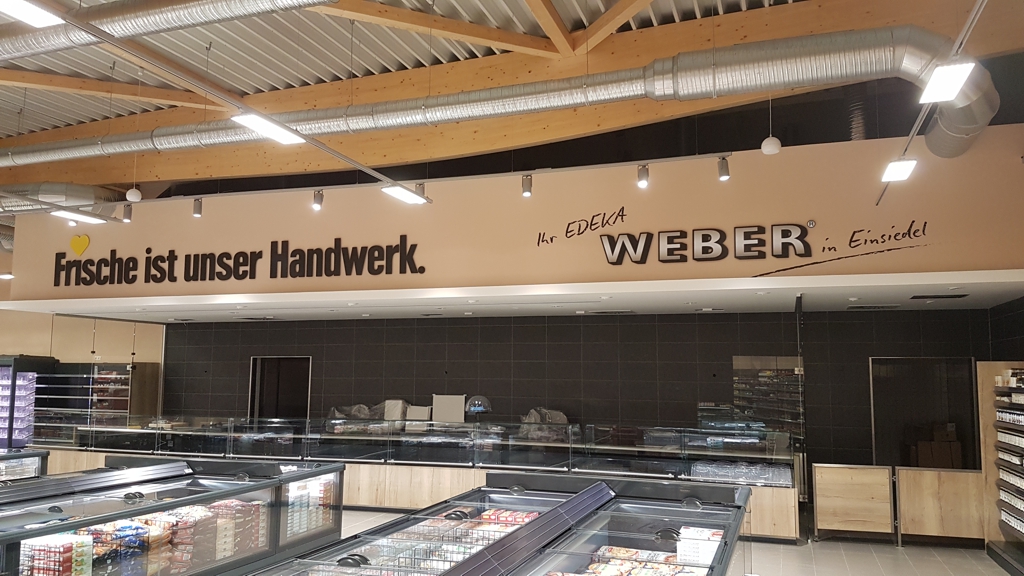 Frische ist unser Handwerk.
Ihr EDEKA
WEBER®
in Einsiedel